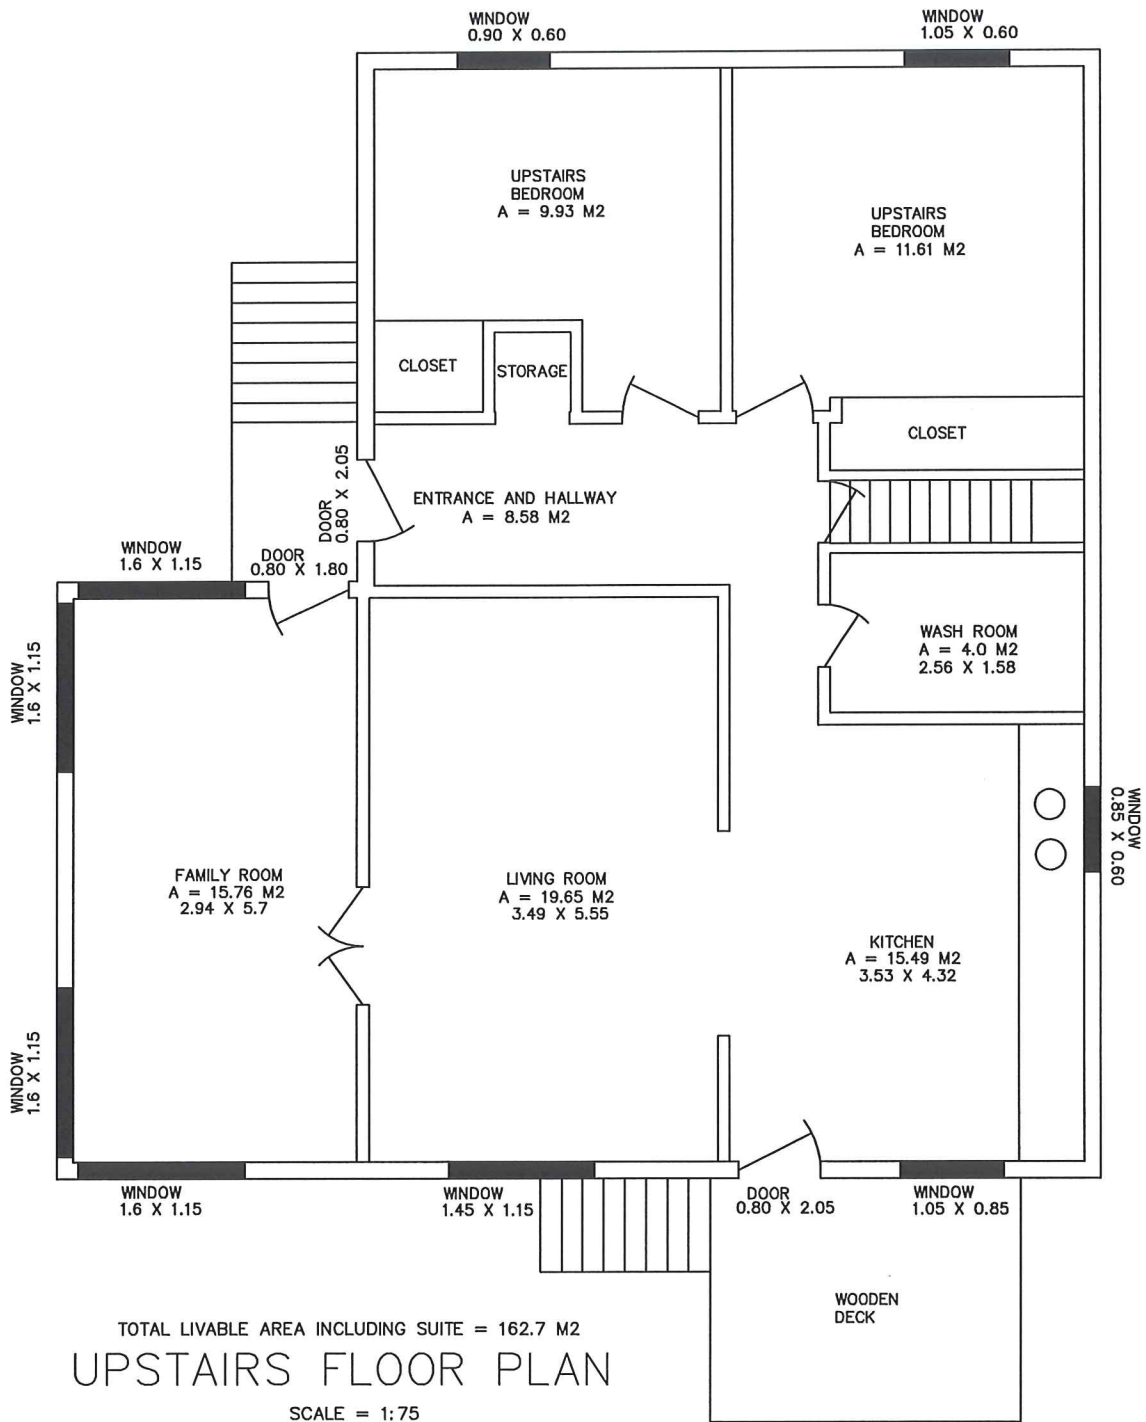 WINDOW
0.90 X 0.60
WINDOW
1.05 X 0.60
UPSTAIRS
BEDROOM
A = 9.93 M2
UPSTAIRS
BEDROOM
A = 11.61 M2
CLOSET
STORAGE
CLOSET
DOOR
0.80 X 2.05
ENTRANCE AND HALLWAY
A = 8.58 M2
WINDOW
1.6 X 1.15
DOOR
0.80 X 1.80
WINDOW
1.6 X 1.15
WASH ROOM
A = 4.0 M2
2.56 X 1.58
WINDOW
0.85 X 0.60
FAMILY ROOM
A = 15.76 M2
2.94 X 5.7
LIVING ROOM
A = 19.65 M2
3.49 X 5.55
KITCHEN
A = 15.49 M2
3.53 X 4.32
WINDOW
1.6 X 1.15
WINDOW
1.6 X 1.15
WINDOW
1.45 X 1.15
DOOR
0.80 X 2.05
WINDOW
1.05 X 0.85
WOODEN
DECK
TOTAL LIVABLE AREA INCLUDING SUITE = 162.7 M2
UPSTAIRS FLOOR PLAN
SCALE = 1:75